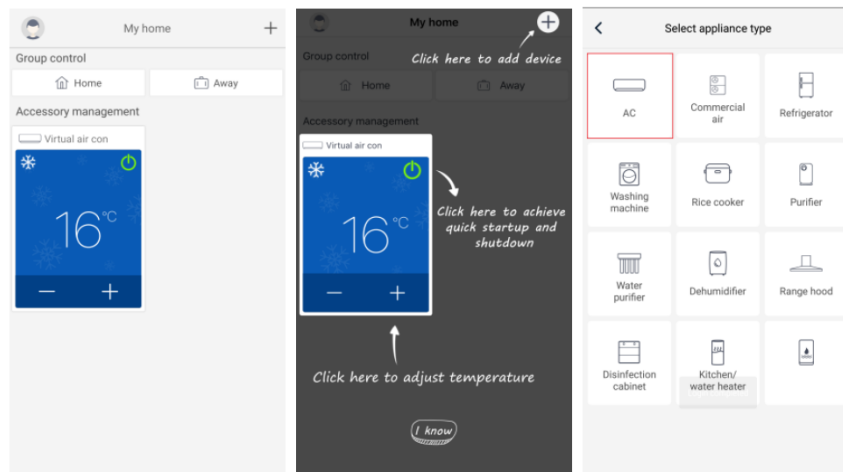 My home
Group control
Home
Away
Accessory management
Virtual air con
16°C
My home
Click here to add device
Group control
Home
Away
Accessory management
Virtual air con
16°C
Click here to achieve
quick startup and
shutdown
Click here to adjust temperature
I know
Select appliance type
AC
Commercial
air
Refrigerator
Washing
machine
Rice cooker
Purifier
Water
purifier
Dehumidifier
Range hood
Disinfection
cabinet
Kitchen/
water heater